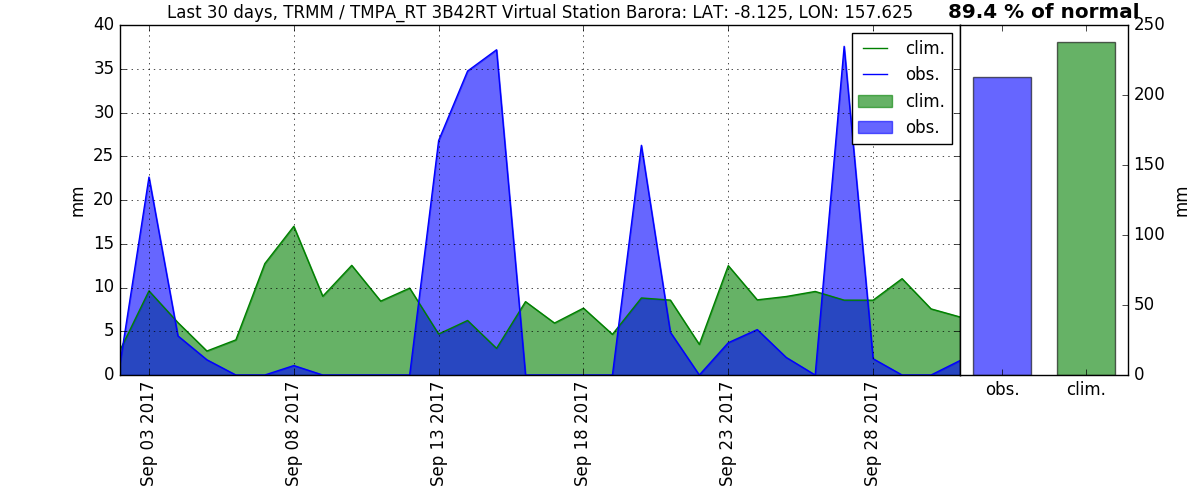 Last 30 days, TRMM / TMPA_RT 3B42RT Virtual Station Barora: LAT: -8.125, LON: 157.625
89.4 % of normal
40
35
30
25
20
15
10
5
0
mm
clim.
obs.
clim.
obs.
250
200
150
100
50
0
mm
Sep 03 2017
Sep 08 2017
Sep 13 2017
Sep 18 2017
Sep 23 2017
Sep 28 2017
obs.
clim.